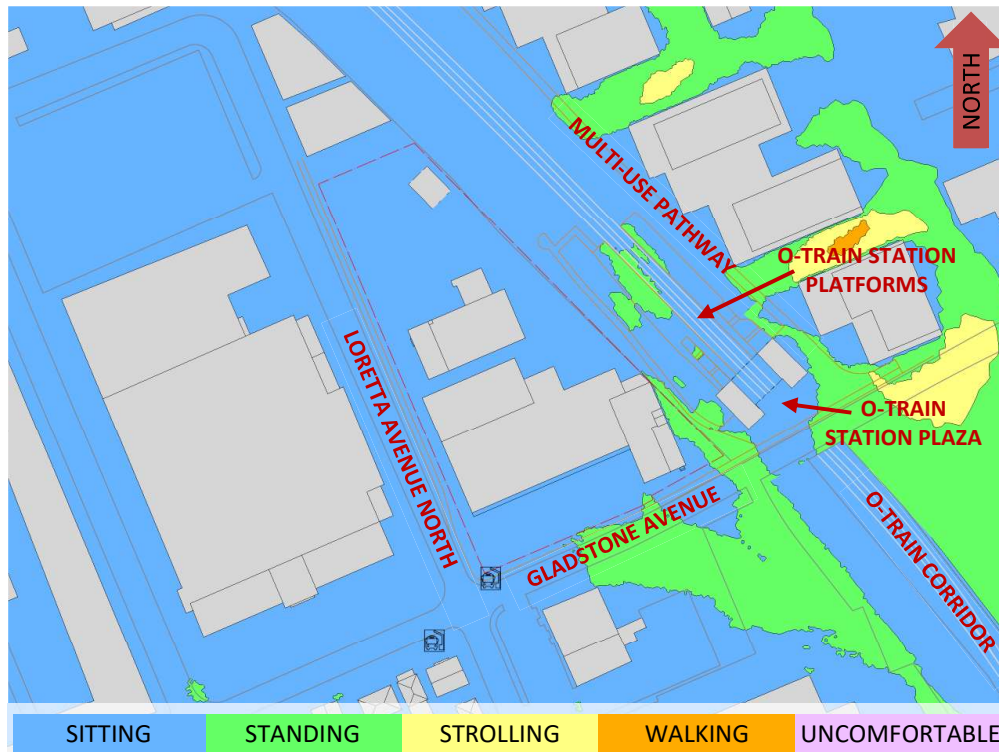 NORTH
MULTI-USE PATHWAY
O-TRAIN STATION
PLATFORMS
LORETTA AVENUE NORTH
O-TRAIN
STATION PLAZA
GLADSTONE AVENUE
O-TRAIN CORRIDOR
SITTING
STANDING
STROLLING
WALKING
UNCOMFORTABLE